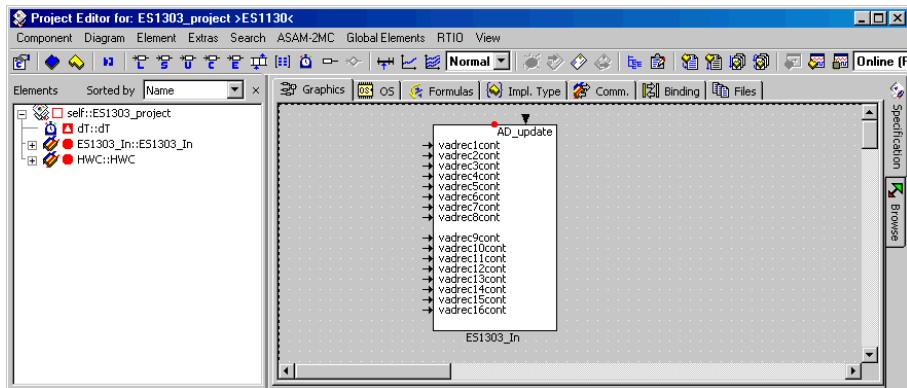 Project Editor for: ES1303_project >ES1130<
Component Diagram Element Extras Search ASAM-2MC Global Elements RTIO View
Normal
Online (F
Elements Sorted by Name
Graphics OS Formulas Impl. Type Comm. Binding Files
self::ES1303_project
dT::dT
ES1303_In::ES1303_In
HWC::HWC
AD_update
vadrec1cont
vadrec2cont
vadrec3cont
vadrec4cont
vadrec5cont
vadrec6cont
vadrec7cont
vadrec8cont
vadrec9cont
vadrec10cont
vadrec11cont
vadrec12cont
vadrec13cont
vadrec14cont
vadrec15cont
vadrec16cont
ES1303_In
Specification
Browse